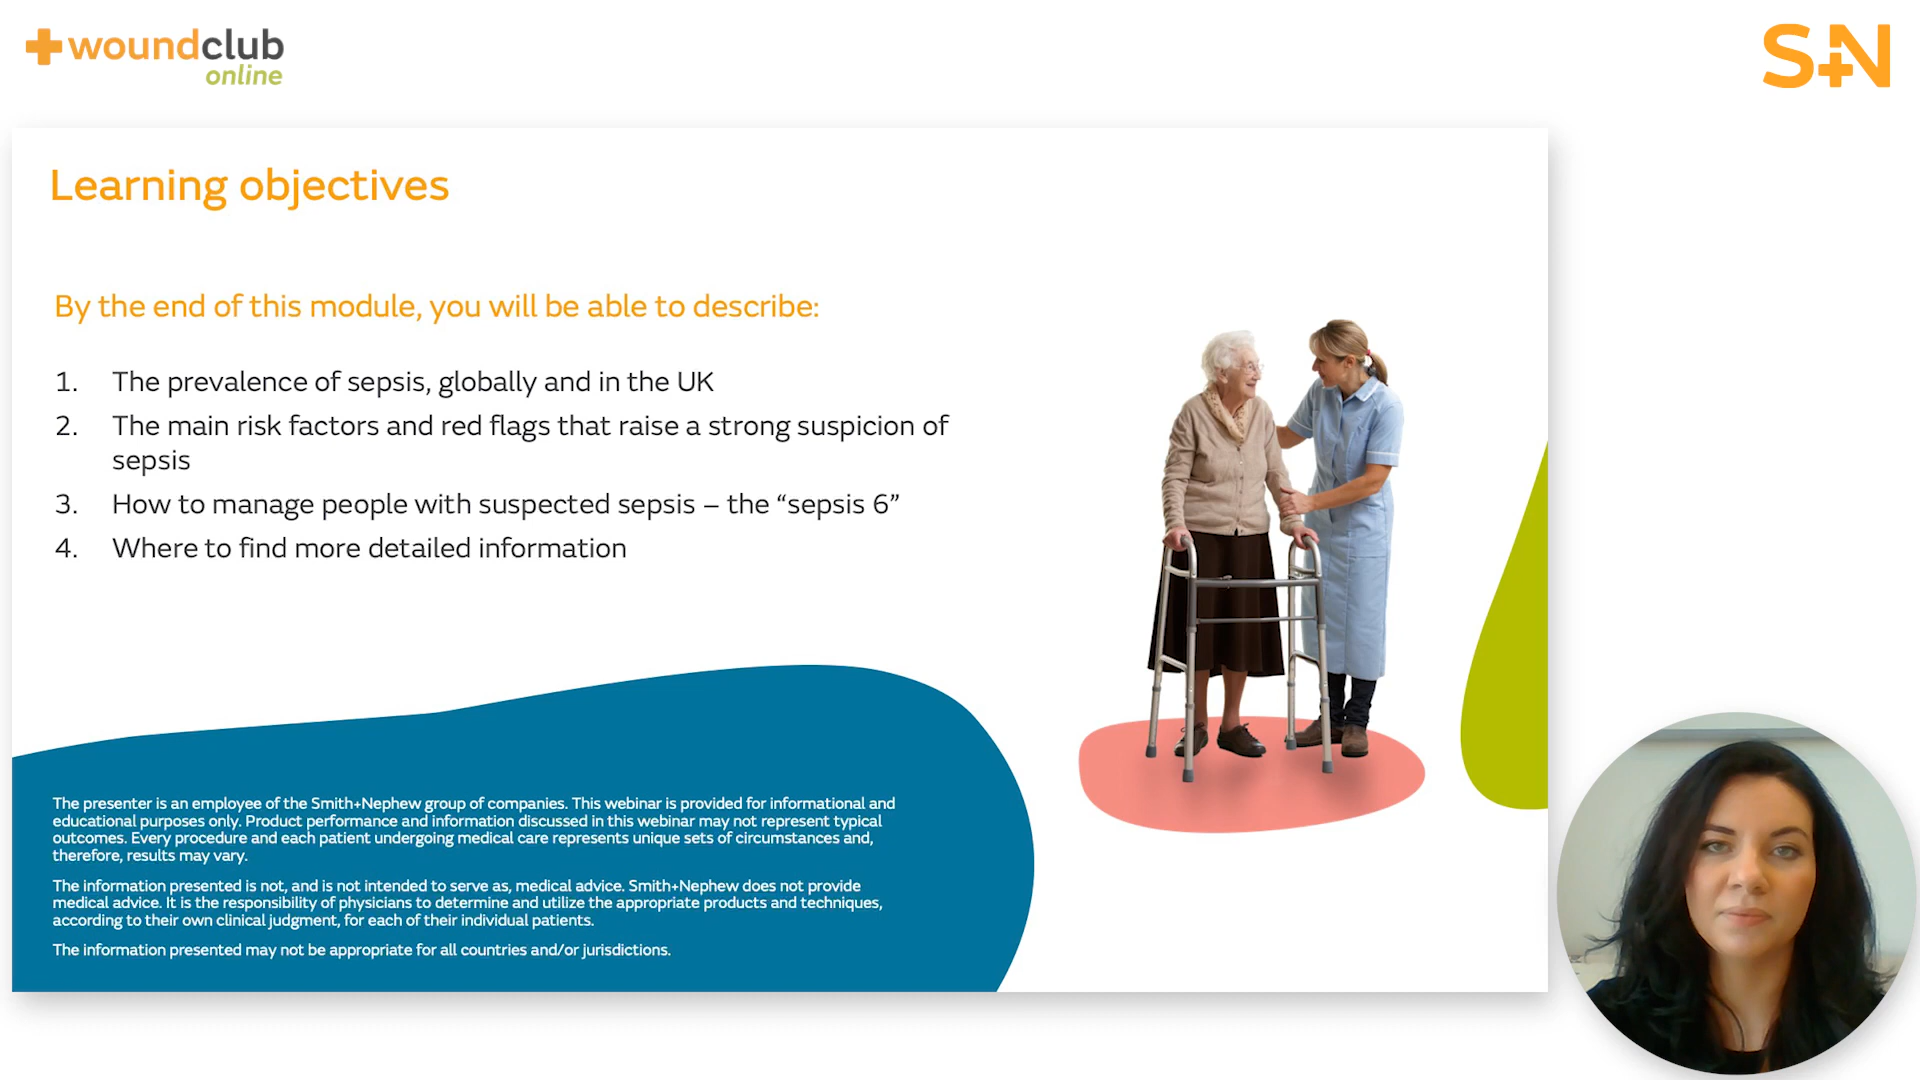 woundclub
online
S+N
Learning objectives
By the end of this module, you will be able to describe:
1. The prevalence of sepsis, globally and in the UK
2. The main risk factors and red flags that raise a strong suspicion of
sepsis
3. How to manage people with suspected sepsis – the “sepsis 6”
4. Where to find more detailed information
The presenter is an employee of the Smith+Nephew group of companies. This webinar is provided for informational and
educational purposes only. Product performance and information discussed in this webinar may not represent typical
outcomes. Every procedure and each patient undergoing medical care represents unique sets of circumstances and,
therefore, results may vary.
The information presented is not, and is not intended to serve as, medical advice. Smith+Nephew does not provide
medical advice. It is the responsibility of physicians to determine and utilize the appropriate products and techniques,
according to their own clinical judgment, for each of their individual patients.
The information presented may not be appropriate for all countries and/or jurisdictions.